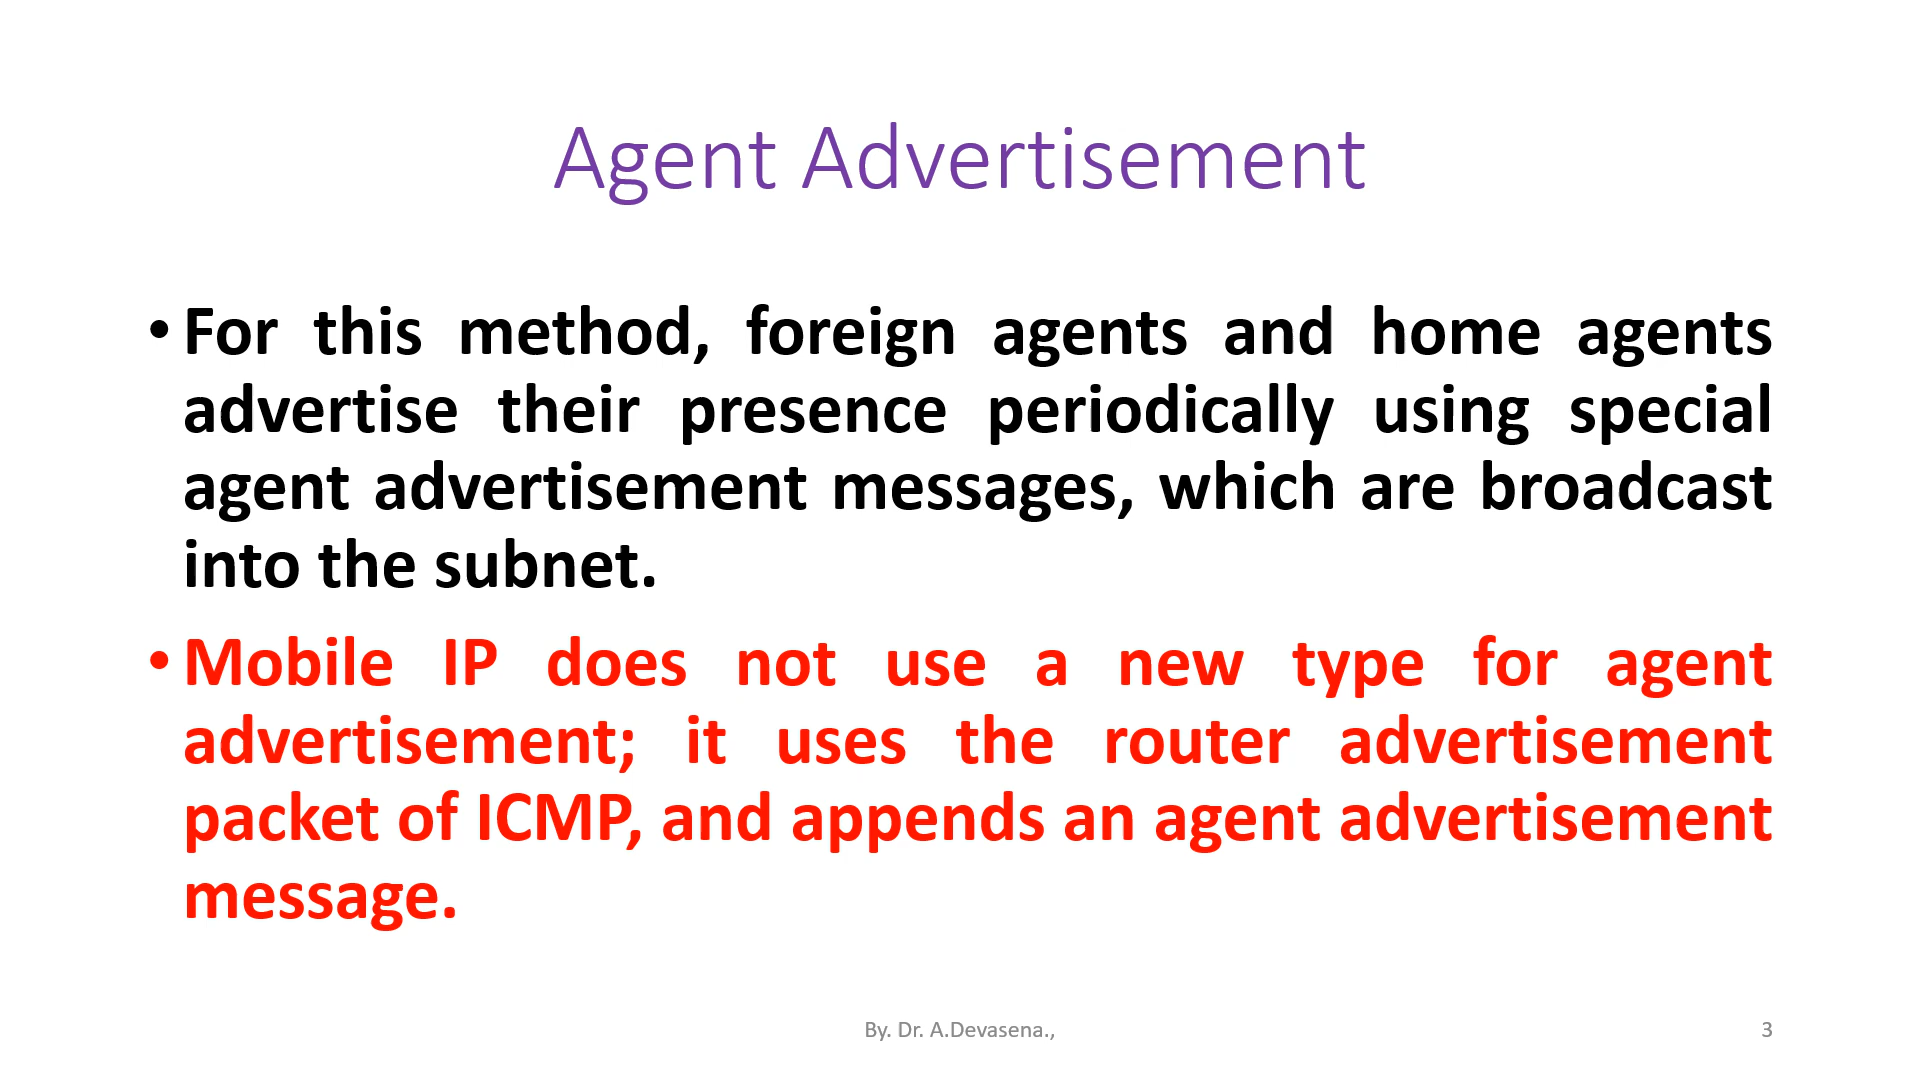 Agent Advertisement
• For this method, foreign agents and home agents
advertise their presence periodically using special
agent advertisement messages, which are broadcast
into the subnet.
• Mobile IP does not use a new type for agent
advertisement; it uses the router advertisement
packet of ICMP, and appends an agent advertisement
message.
By. Dr. A.Devasena.,
3